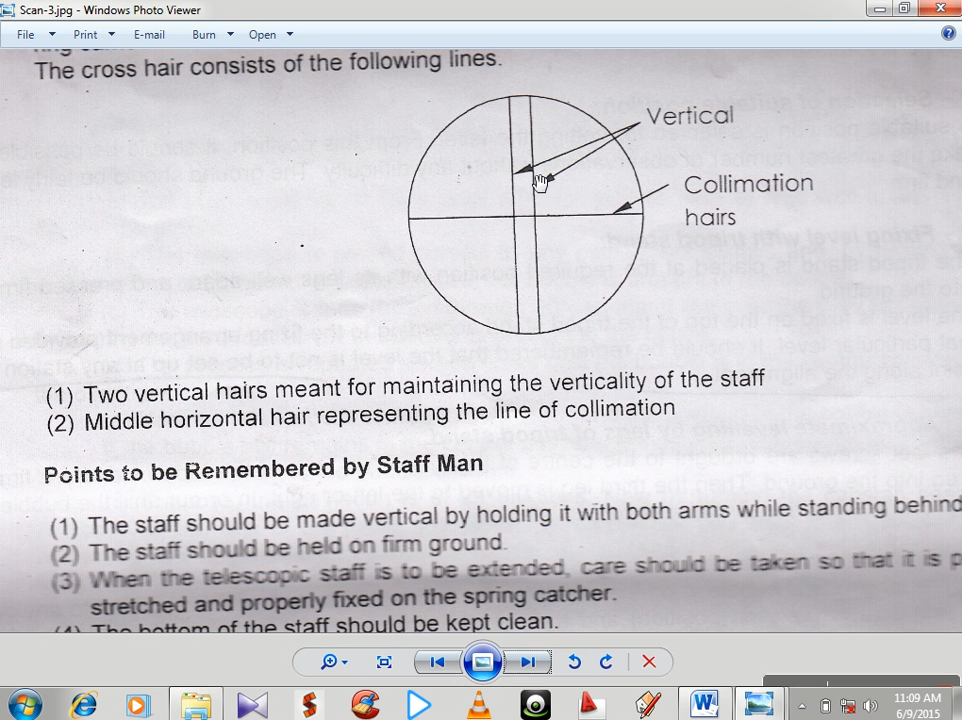 Scan-3.jpg - Windows Photo Viewer
File Print E-mail Burn Open
The cross hair consists of the following lines.
Vertical
Collimation
hairs
(1) Two vertical hairs meant for maintaining the verticality of the staff
(2) Middle horizontal hair representing the line of collimation
Points to be Remembered by Staff Man
(1) The staff should be made vertical by holding it with both arms while standing behind
(2) The staff should be held on firm ground.
(3) When the telescopic staff is to be extended, care should be taken so that it is p
stretched and properly fixed on the spring catcher.
(4) The bottom of the staff should be kept clean.
11:09 AM
6/9/2015